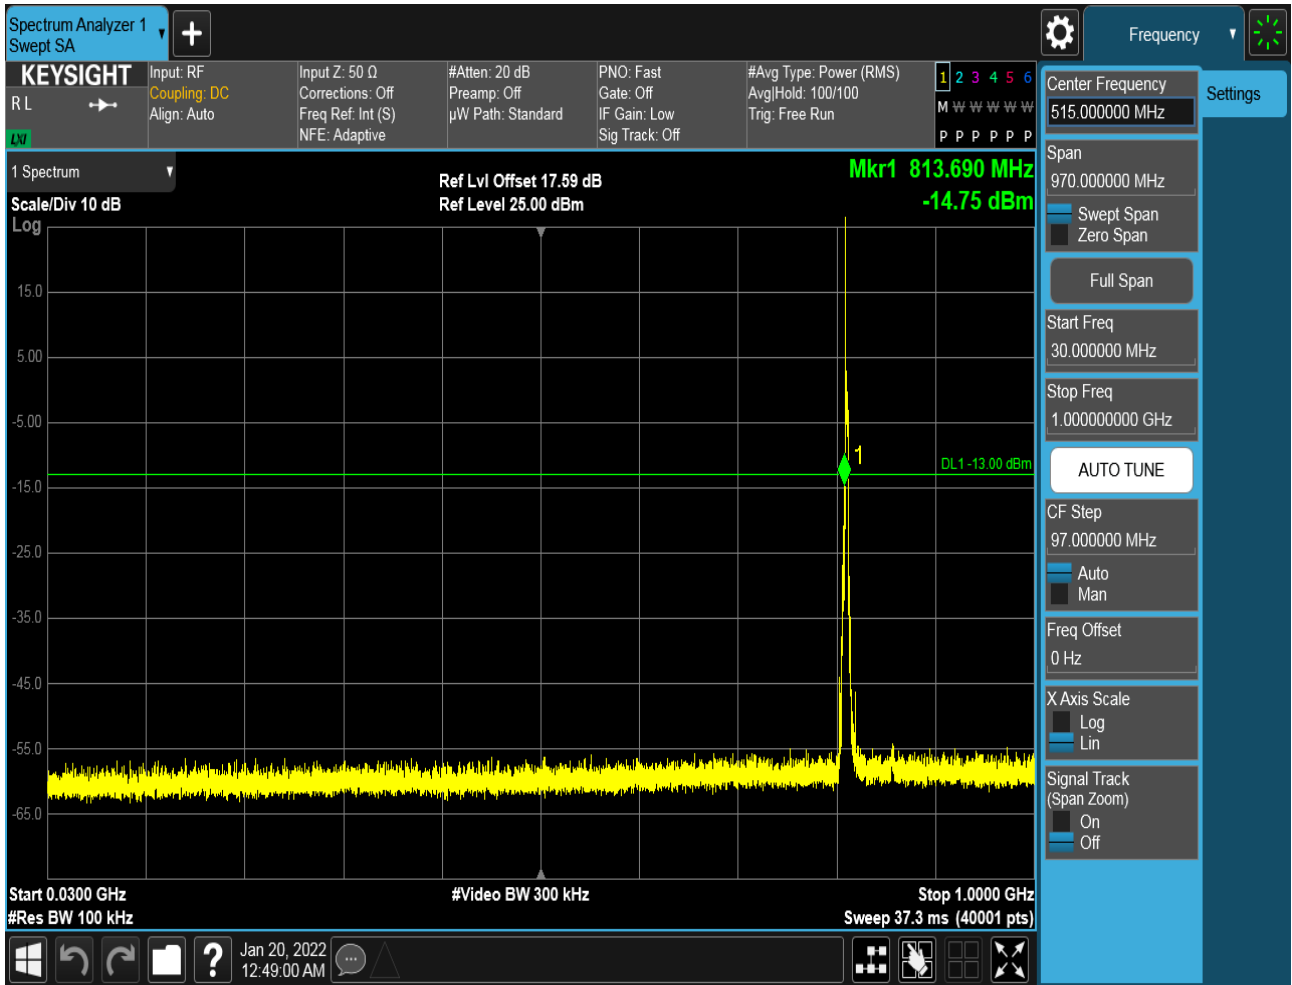 Spectrum Analyzer 1
Swept SA
Frequency
KEYSIGHT
R L
LXI
Input: RF
Coupling: DC
Align: Auto
Input Z: 50 Ω
Corrections: Off
Freq Ref: Int (S)
NFE: Adaptive
#Atten: 20 dB
Preamp: Off
µW Path: Standard
PNO: Fast
Gate: Off
IF Gain: Low
Sig Track: Off
#Avg Type: Power (RMS)
Avg|Hold: 100/100
Trig: Free Run
1 2 3 4 5 6
M W W W W W
P P P P P P
1 Spectrum
Scale/Div 10 dB
Log
Ref Lvl Offset 17.59 dB
Ref Level 25.00 dBm
Mkr1 813.690 MHz
-14.75 dBm
15.0
5.00
-5.00
-15.0
-25.0
-35.0
-45.0
-55.0
-65.0
1
DL1 -13.00 dBm
Start 0.0300 GHz
#Res BW 100 kHz
#Video BW 300 kHz
Stop 1.0000 GHz
Sweep 37.3 ms (40001 pts)
Center Frequency
515.000000 MHz
Settings
Span
970.000000 MHz
Swept Span
Zero Span
Full Span
Start Freq
30.000000 MHz
Stop Freq
1.000000000 GHz
AUTO TUNE
CF Step
97.000000 MHz
Auto
Man
Freq Offset
0 Hz
X Axis Scale
Log
Lin
Signal Track
(Span Zoom)
On
Off
?
Jan 20, 2022
12:49:00 AM